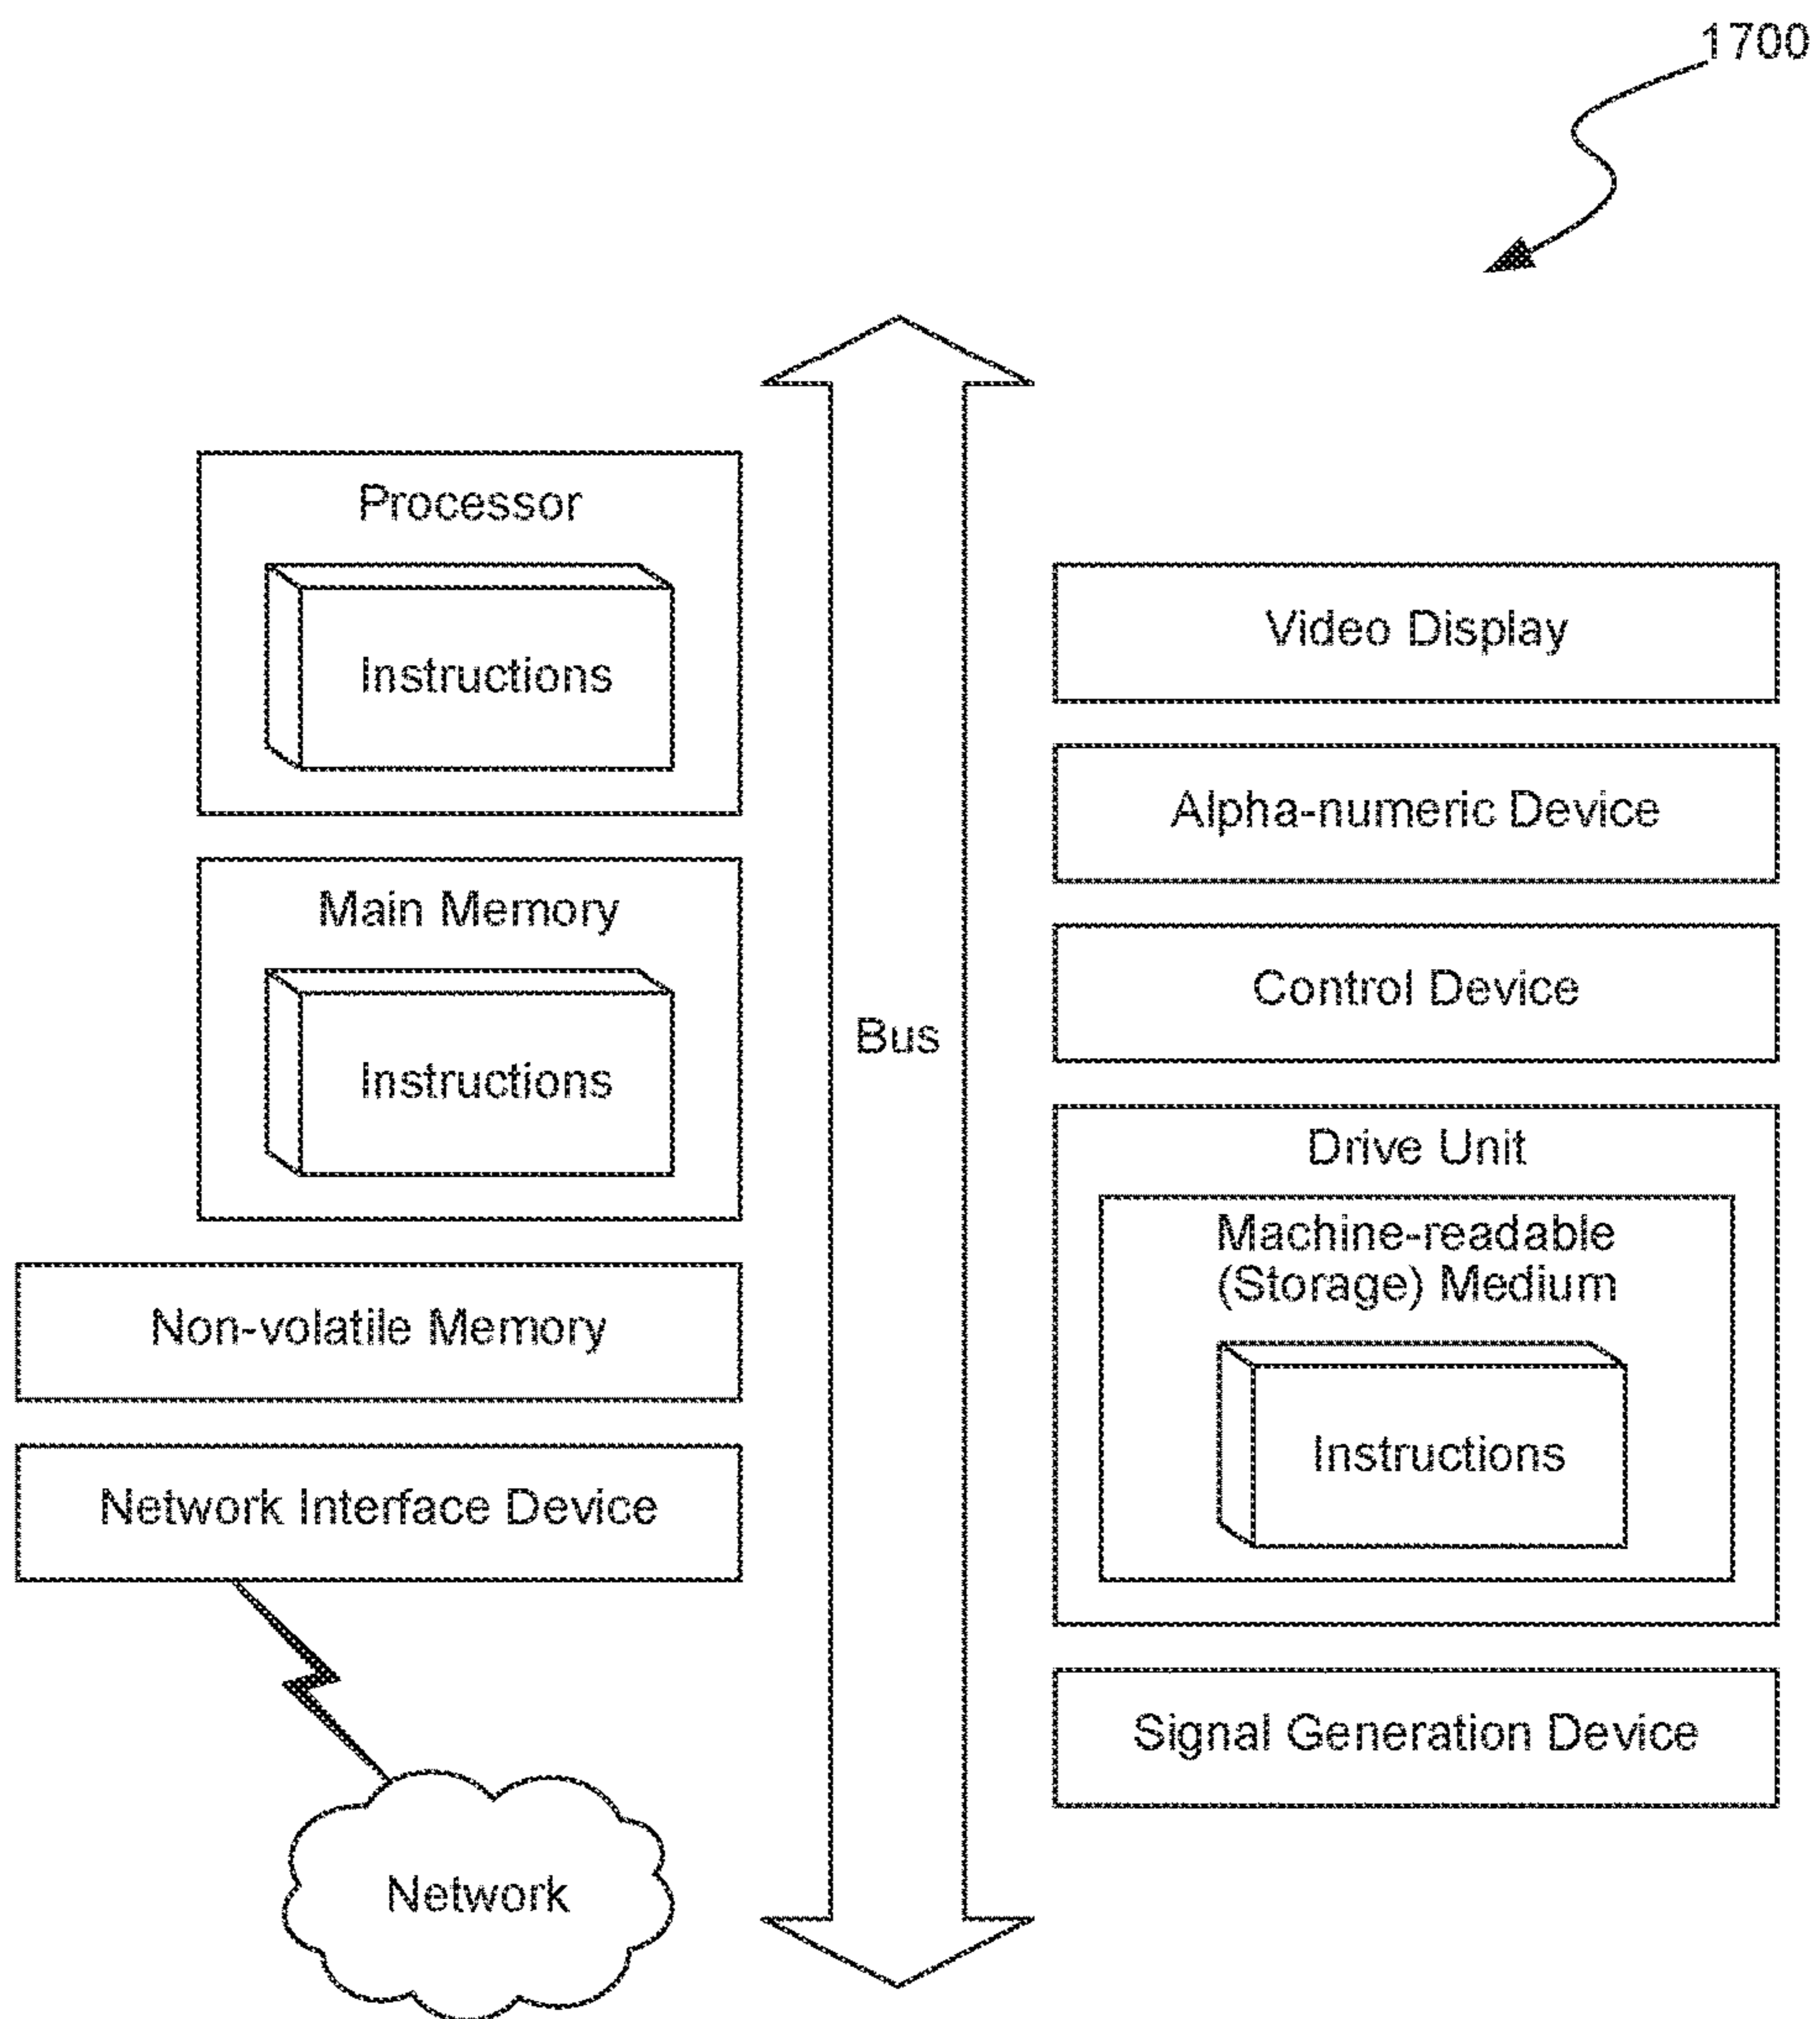 1700
Processor
Instructions
Main Memory
Instructions
Non-volatile Memory
Network Interface Device
Network
Bus
Video Display
Alpha-numeric Device
Control Device
Drive Unit
Machine-readable
(Storage) Medium
Instructions
Signal Generation Device